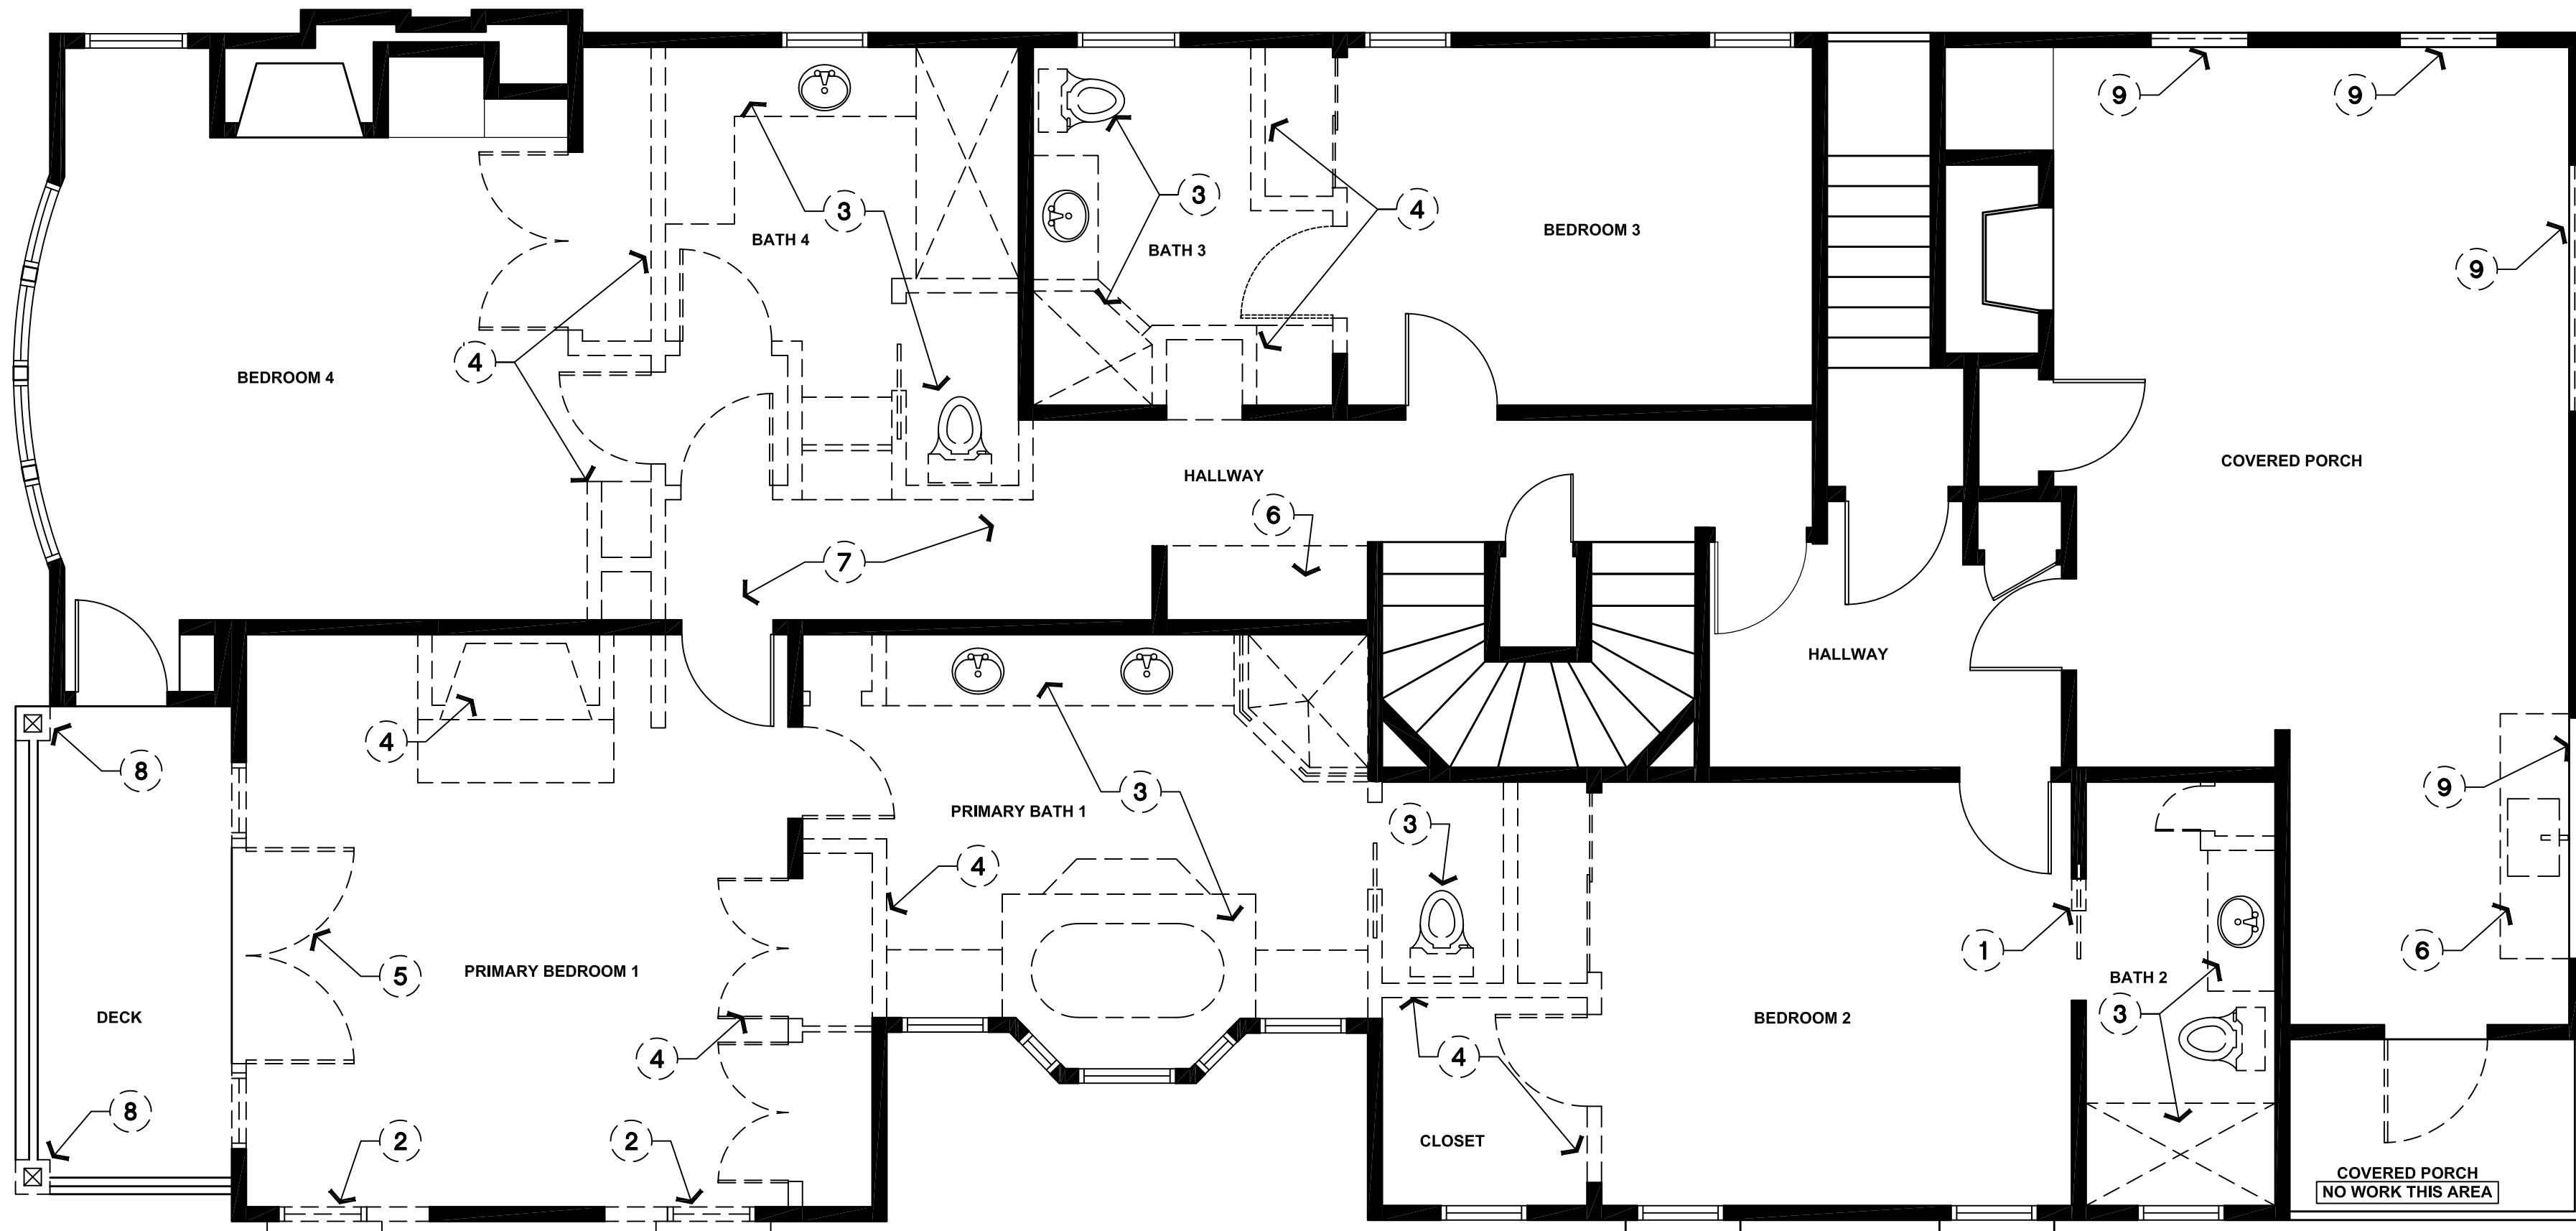 9
9
3
3
4
BATH 4
BEDROOM 3
BATH 3
9
4
BEDROOM 4
COVERED PORCH
HALLWAY
6
7
HALLWAY
4
8
9
3
PRIMARY BATH 1
3
4
1
6
5
PRIMARY BEDROOM 1
BATH 2
3
DECK
BEDROOM 2
4
4
8
2
2
CLOSET
COVERED PORCH
NO WORK THIS AREA